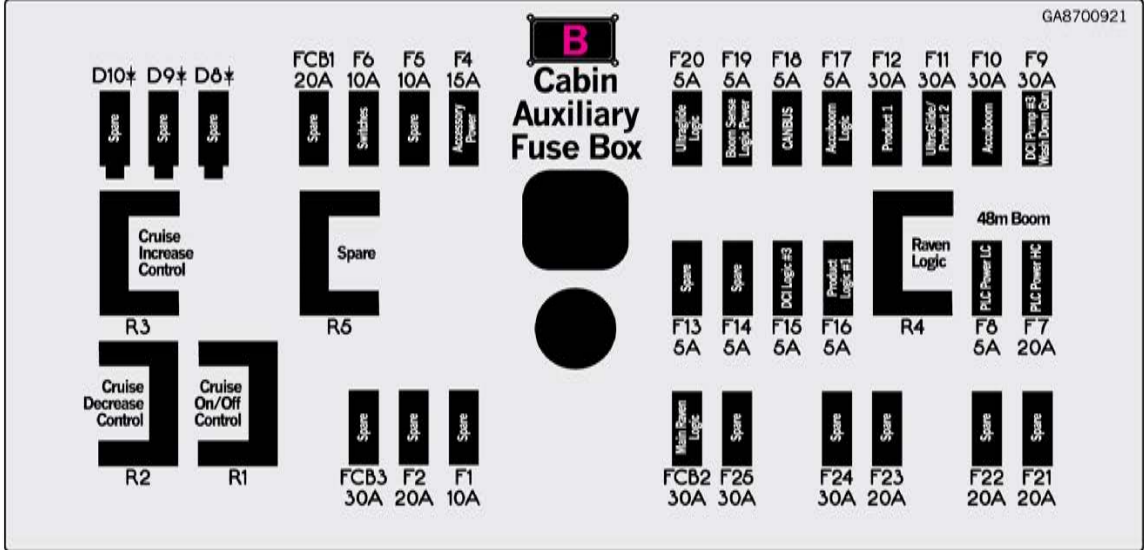 GA8700921
B
Cabin
Auxiliary
Fuse Box
D10* D9* D8*
Spare Spare Spare
FCB1 F6 F5 F4
20A 10A 10A 15A
Spare Switches Spare Accessory Power
F20 F19 F18 F17 F12 F11 F10 F9
5A 5A 5A 5A 30A 30A 30A 30A
Ultraglide Logic
Boom Sense Logic Power
CANBUS
Accuboom Logic
Product 1
UltraGlide/ Product 2
Accuboom
DCI Pump #3 Wash Down Gun
Cruise
Increase
Control
R3
Spare
R5
Spare Spare DCI Logic #3 Product Logic #1
F13 F14 F15 F16
5A 5A 5A 5A
Raven
Logic
R4
48m Boom
PLC Power LC PLC Power HC
F8 F7
5A 20A
Cruise
Decrease
Control
R2
Cruise
On/Off
Control
R1
Spare Spare Spare
FCB3 F2 F1
30A 20A 10A
Main Raven Logic
Spare Spare Spare Spare Spare
FCB2 F25 F24 F23 F22 F21
30A 30A 30A 20A 20A 20A